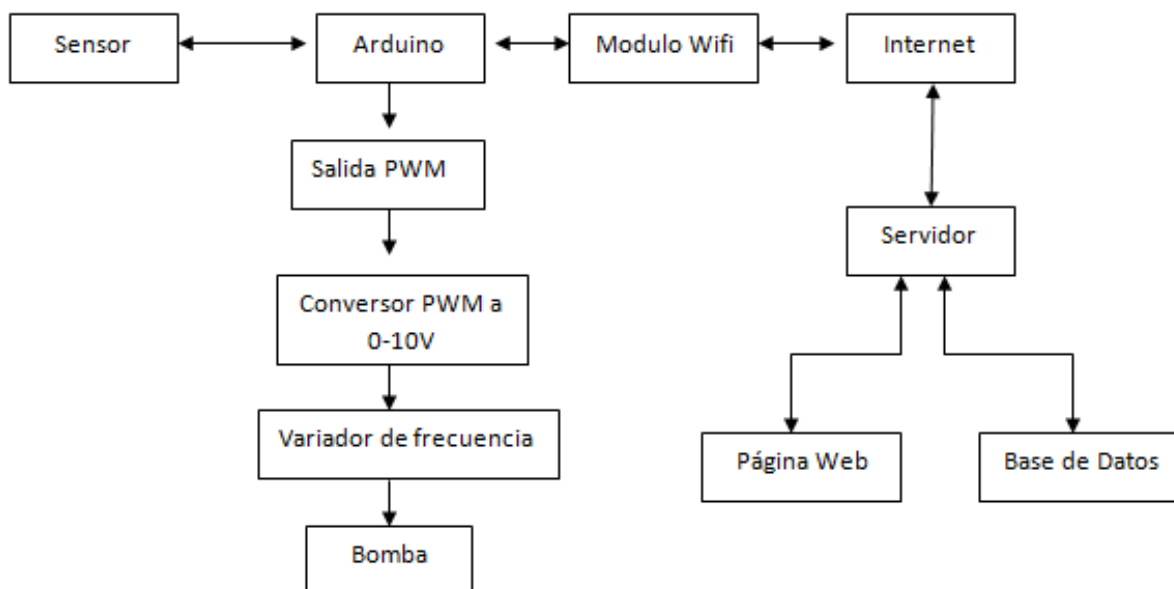 Sensor
Arduino
Modulo Wifi
Internet
Salida PWM
Servidor
Conversor PWM a
0-10V
Variador de frecuencia
Página Web
Base de Datos
Bomba